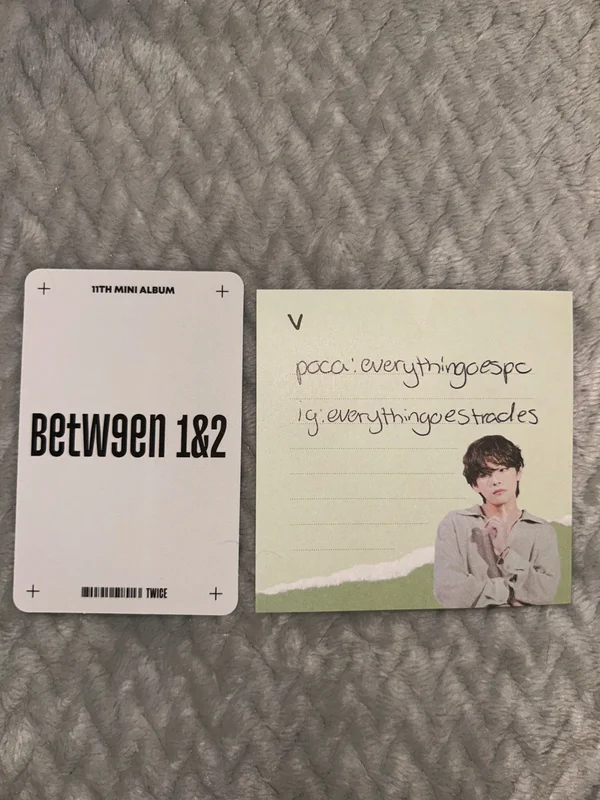 11TH MINI ALBUM
BETW9EN 1&2
TWICE
V
poca: everythingoespc
ig: everythingoestrades